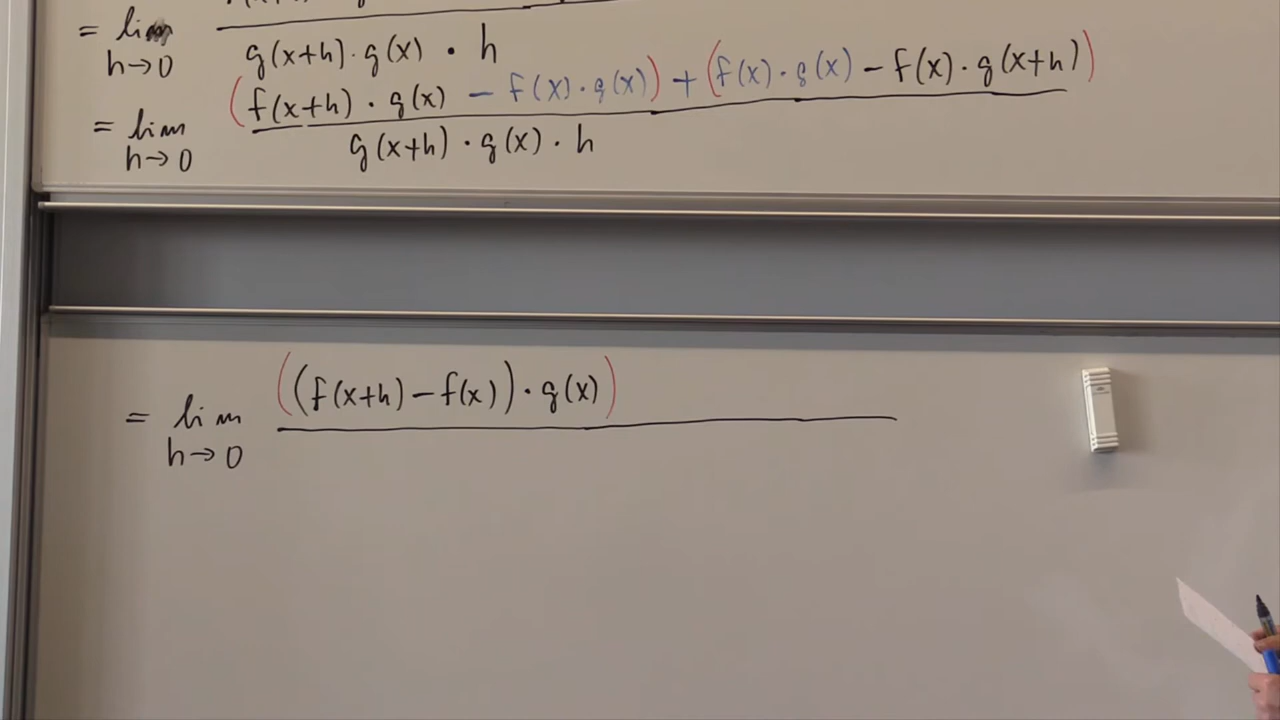 = lim
h→0
g(x+h)·g(x) · h
= lim (f(x+h)·g(x) − f(x)·g(x)) + (f(x)·g(x) − f(x)·g(x+h))
h→0 g(x+h)·g(x)·h
= lim ((f(x+h)−f(x))·g(x))
h→0